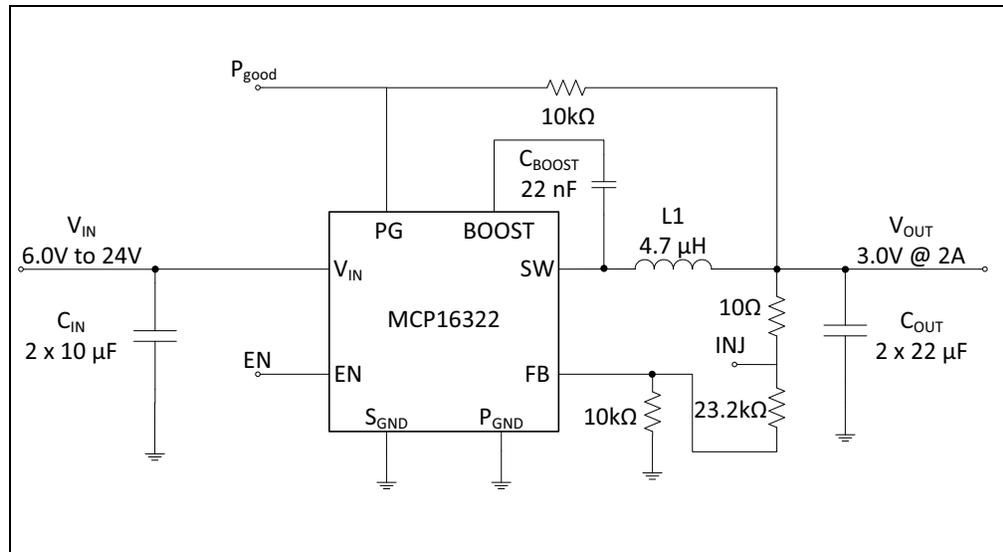 P_good
10kΩ
C_BOOST
22 nF
PG
BOOST
L1
4.7 µH
V_IN
6.0V to 24V
V_OUT
3.0V @ 2A
V_IN
SW
MCP16322
10Ω
C_IN
2 x 10 µF
C_OUT
2 x 22 µF
INJ
EN
EN
FB
10kΩ
23.2kΩ
S_GND
P_GND